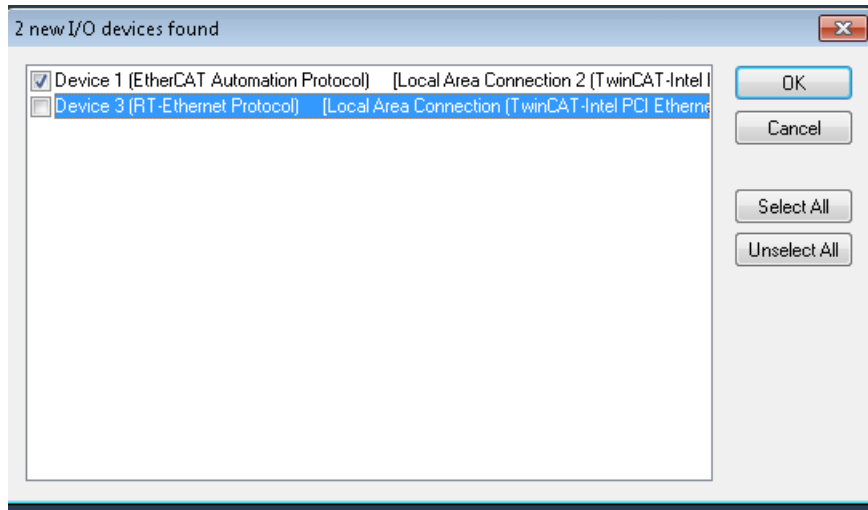 2 new I/O devices found
Device 1 (EtherCAT Automation Protocol) [Local Area Connection 2 (TwinCAT-Intel
Device 3 (RT-Ethernet Protocol) [Local Area Connection (TwinCAT-Intel PCI Etherne
OK
Cancel
Select All
Unselect All